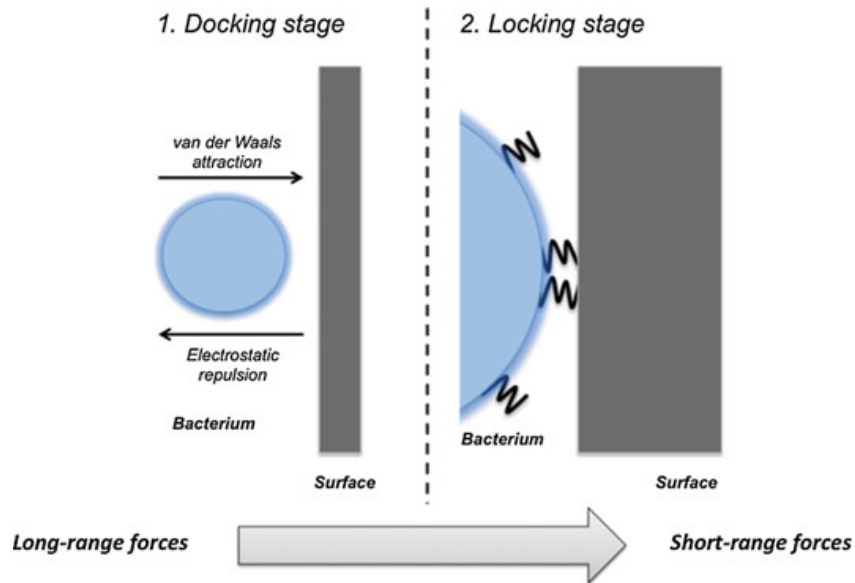 1. Docking stage
2. Locking stage
van der Waals
attraction
Electrostatic
repulsion
Bacterium
Surface
Bacterium
Surface
Long-range forces
Short-range forces